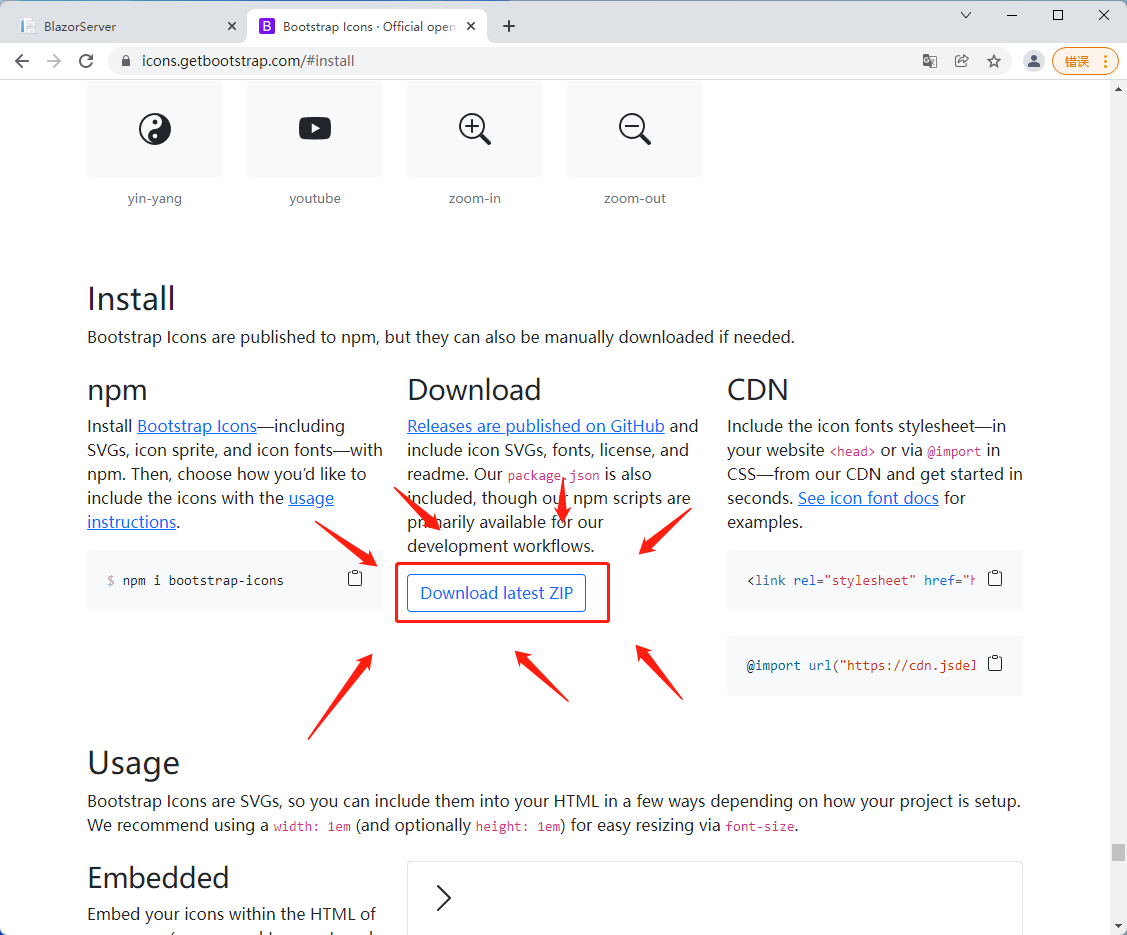 BlazorServer
Bootstrap Icons · Official open
icons.getbootstrap.com/#install
错误
yin-yang
youtube
zoom-in
zoom-out
Install
Bootstrap Icons are published to npm, but they can also be manually downloaded if needed.
npm
Install Bootstrap Icons—including
SVGs, icon sprite, and icon fonts—with
npm. Then, choose how you’d like to
include the icons with the usage
instructions.
$ npm i bootstrap-icons
Download
Releases are published on GitHub and
include icon SVGs, fonts, license, and
readme. Our package.json is also
included, though our npm scripts are
primarily available for our
development workflows.
Download latest ZIP
CDN
Include the icon fonts stylesheet—in
your website <head> or via @import in
CSS—from our CDN and get started in
seconds. See icon font docs for
examples.
<link rel="stylesheet" href="h
@import url("https://cdn.jsdel
Usage
Bootstrap Icons are SVGs, so you can include them into your HTML in a few ways depending on how your project is setup.
We recommend using a width: 1em (and optionally height: 1em) for easy resizing via font-size.
Embedded
Embed your icons within the HTML of